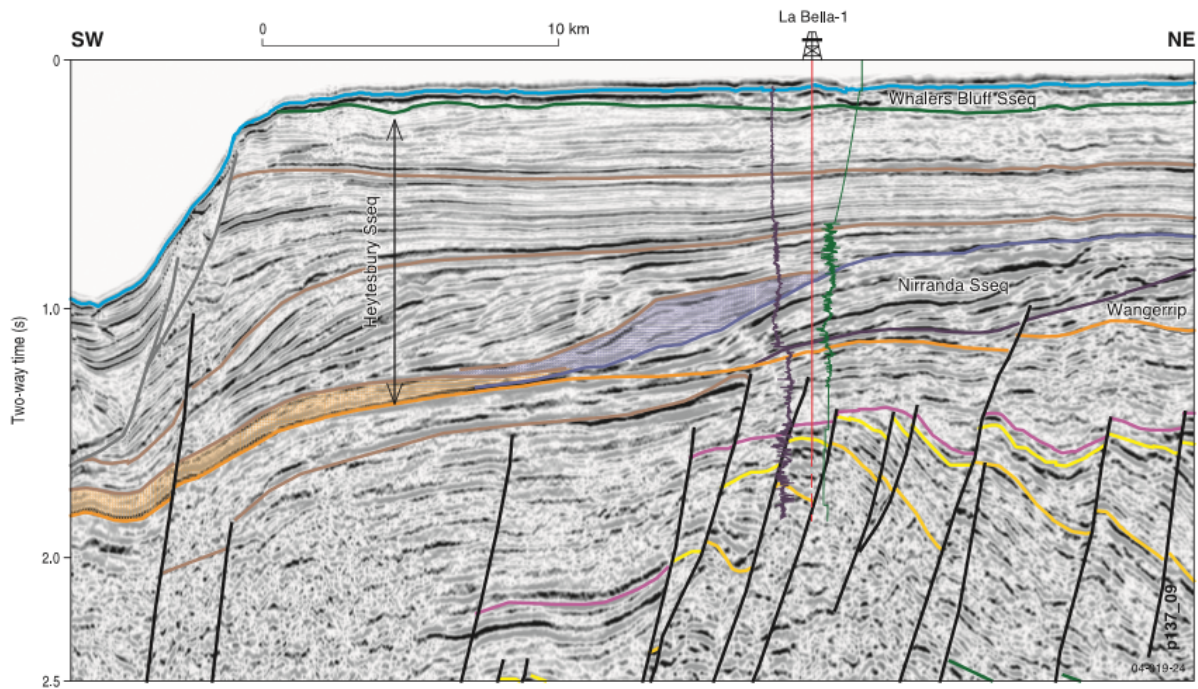 La Bella-1
0 10 km
SW NE
0
Whalers Bluff Sseq
Heytesbury Sseq
Nirranda Sseq
1.0
Wangerrip
Two-way time (s)
2.0
p137_09
04-019-24
2.5